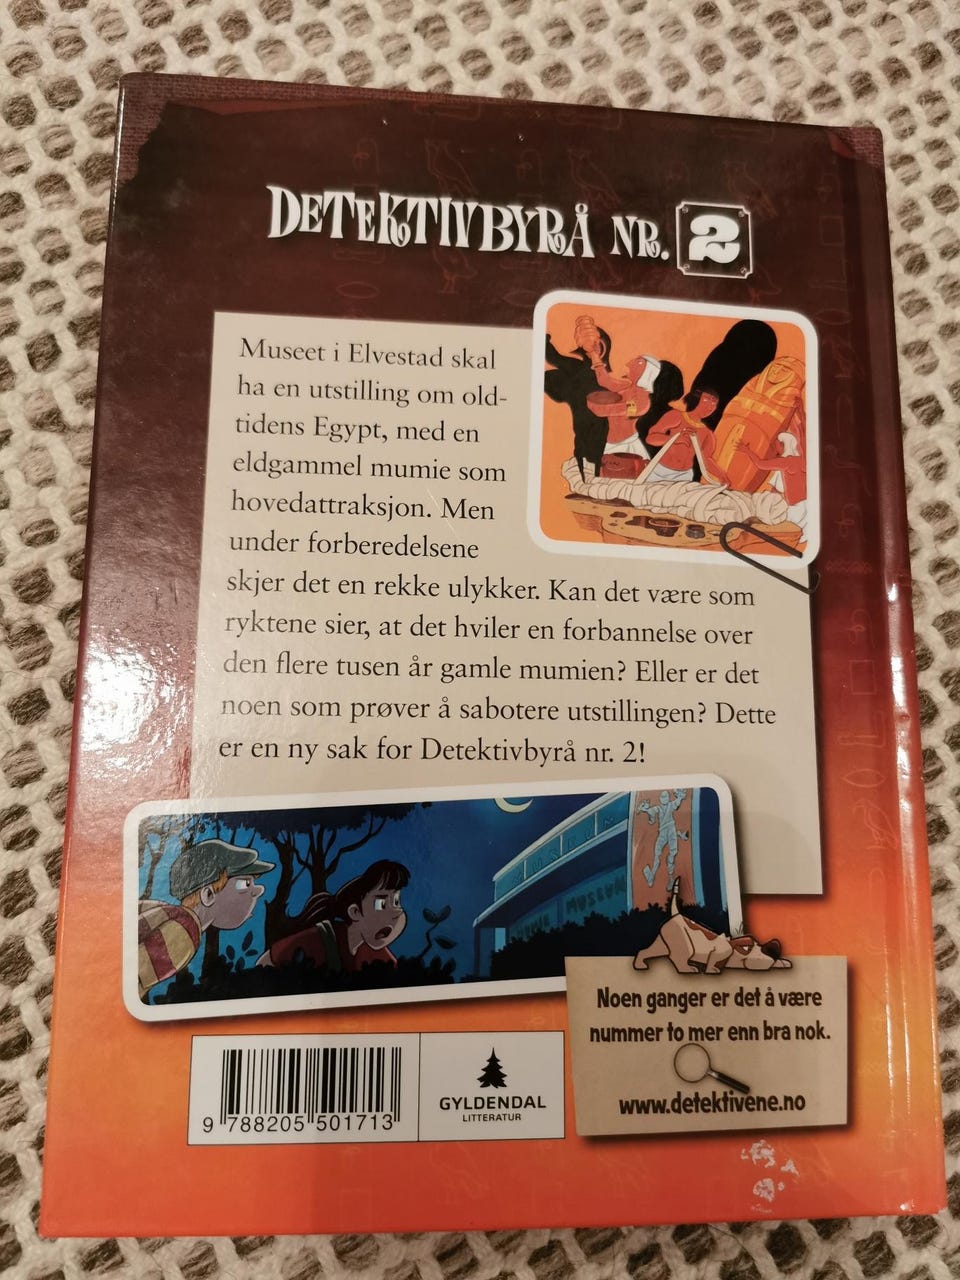 DETEKTIVBYRÅ NR. 2
Museet i Elvestad skal
ha en utstilling om old-
tidens Egypt, med en
eldgammel mumie som
hovedattraksjon. Men
under forberedelsene
skjer det en rekke ulykker. Kan det være som
ryktene sier, at det hviler en forbannelse over
den flere tusen år gamle mumien? Eller er det
noen som prøver å sabotere utstillingen? Dette
er en ny sak for Detektivbyrå nr. 2!
MUSEUM
MUSEUM
Noen ganger er det å være
nummer to mer enn bra nok.
www.detektivene.no
9 788205 501713
GYLDENDAL
LITTERATUR